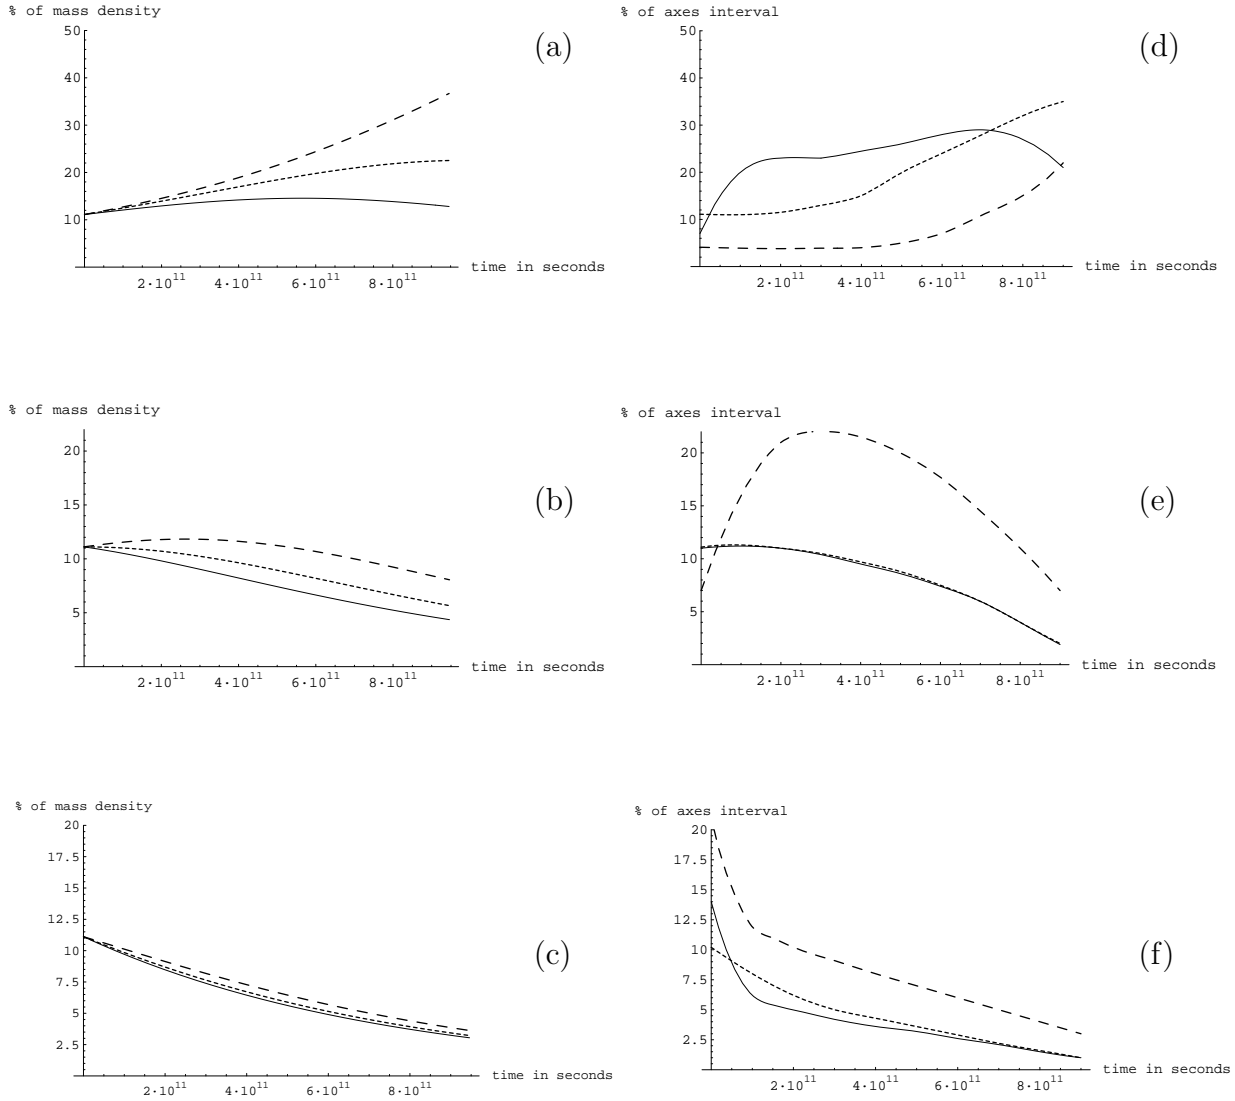 % of mass density
50
40
30
20
10
2·10^11 4·10^11 6·10^11 8·10^11
time in seconds
(a)
% of axes interval
50
40
30
20
10
2·10^11 4·10^11 6·10^11 8·10^11
time in seconds
(d)
% of mass density
20
15
10
5
2·10^11 4·10^11 6·10^11 8·10^11
time in seconds
(b)
% of axes interval
20
15
10
5
2·10^11 4·10^11 6·10^11 8·10^11
time in seconds
(e)
% of mass density
20
17.5
15
12.5
10
7.5
5
2.5
2·10^11 4·10^11 6·10^11 8·10^11
time in seconds
(c)
% of axes interval
20
17.5
15
12.5
10
7.5
5
2.5
2·10^11 4·10^11 6·10^11 8·10^11
time in seconds
(f)